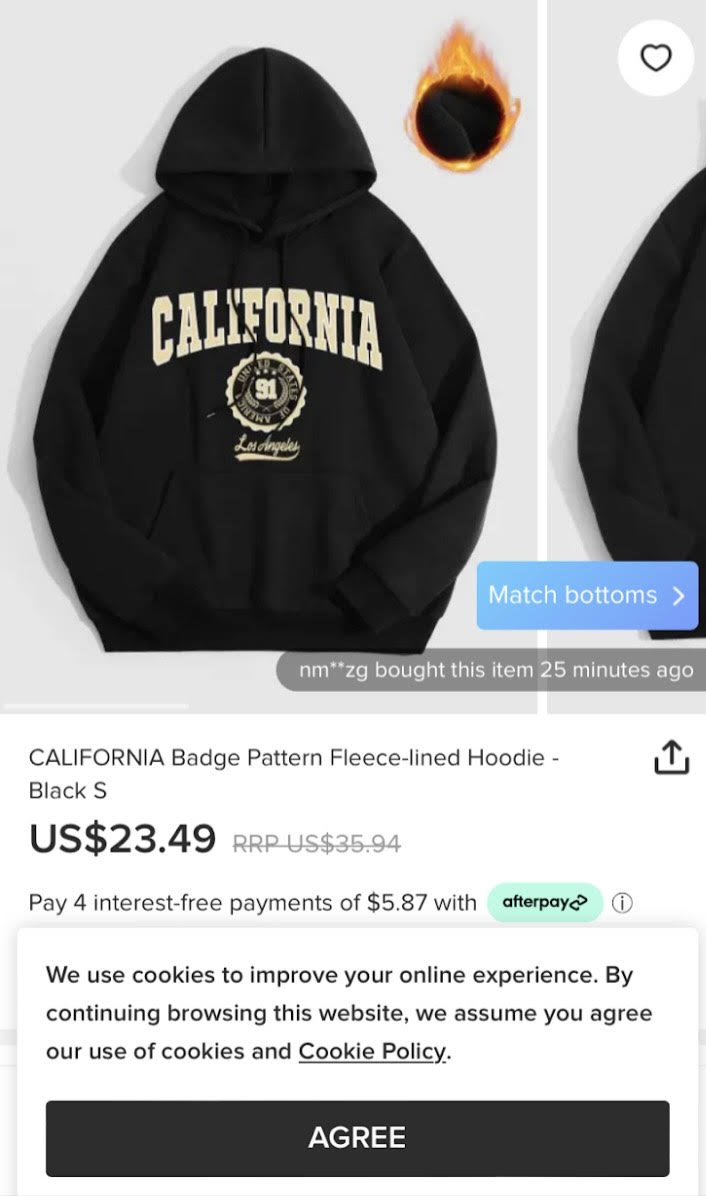 CALIFORNIA
UNITED STATES OF AMERICA
91
Los Angeles
Match bottoms
nm**zg bought this item 25 minutes ago
CALIFORNIA Badge Pattern Fleece-lined Hoodie -
Black S
US$23.49 RRP US$35.94
Pay 4 interest-free payments of $5.87 with afterpay
We use cookies to improve your online experience. By
continuing browsing this website, we assume you agree
our use of cookies and Cookie Policy.
AGREE